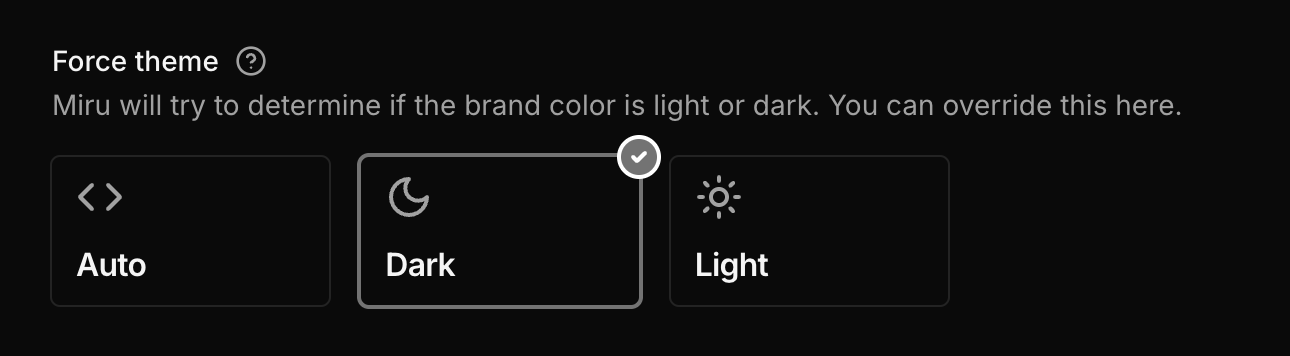 Force theme
Miru will try to determine if the brand color is light or dark. You can override this here.
Auto
Dark
Light